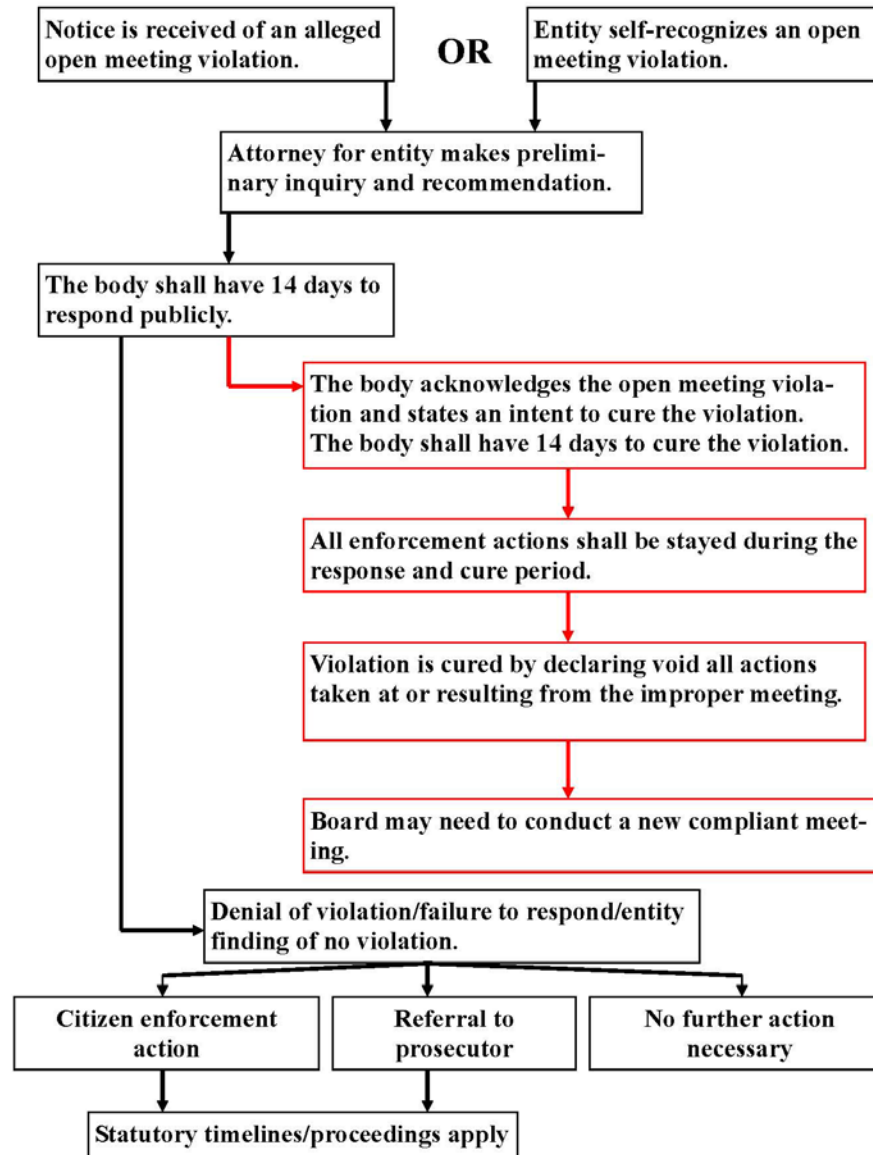 Notice is received of an alleged
open meeting violation.
OR
Entity self-recognizes an open
meeting violation.
Attorney for entity makes prelimi-
nary inquiry and recommendation.
The body shall have 14 days to
respond publicly.
The body acknowledges the open meeting viola-
tion and states an intent to cure the violation.
The body shall have 14 days to cure the violation.
All enforcement actions shall be stayed during the
response and cure period.
Violation is cured by declaring void all actions
taken at or resulting from the improper meeting.
Board may need to conduct a new compliant meet-
ing.
Denial of violation/failure to respond/entity
finding of no violation.
Citizen enforcement
action
Referral to
prosecutor
No further action
necessary
Statutory timelines/proceedings apply